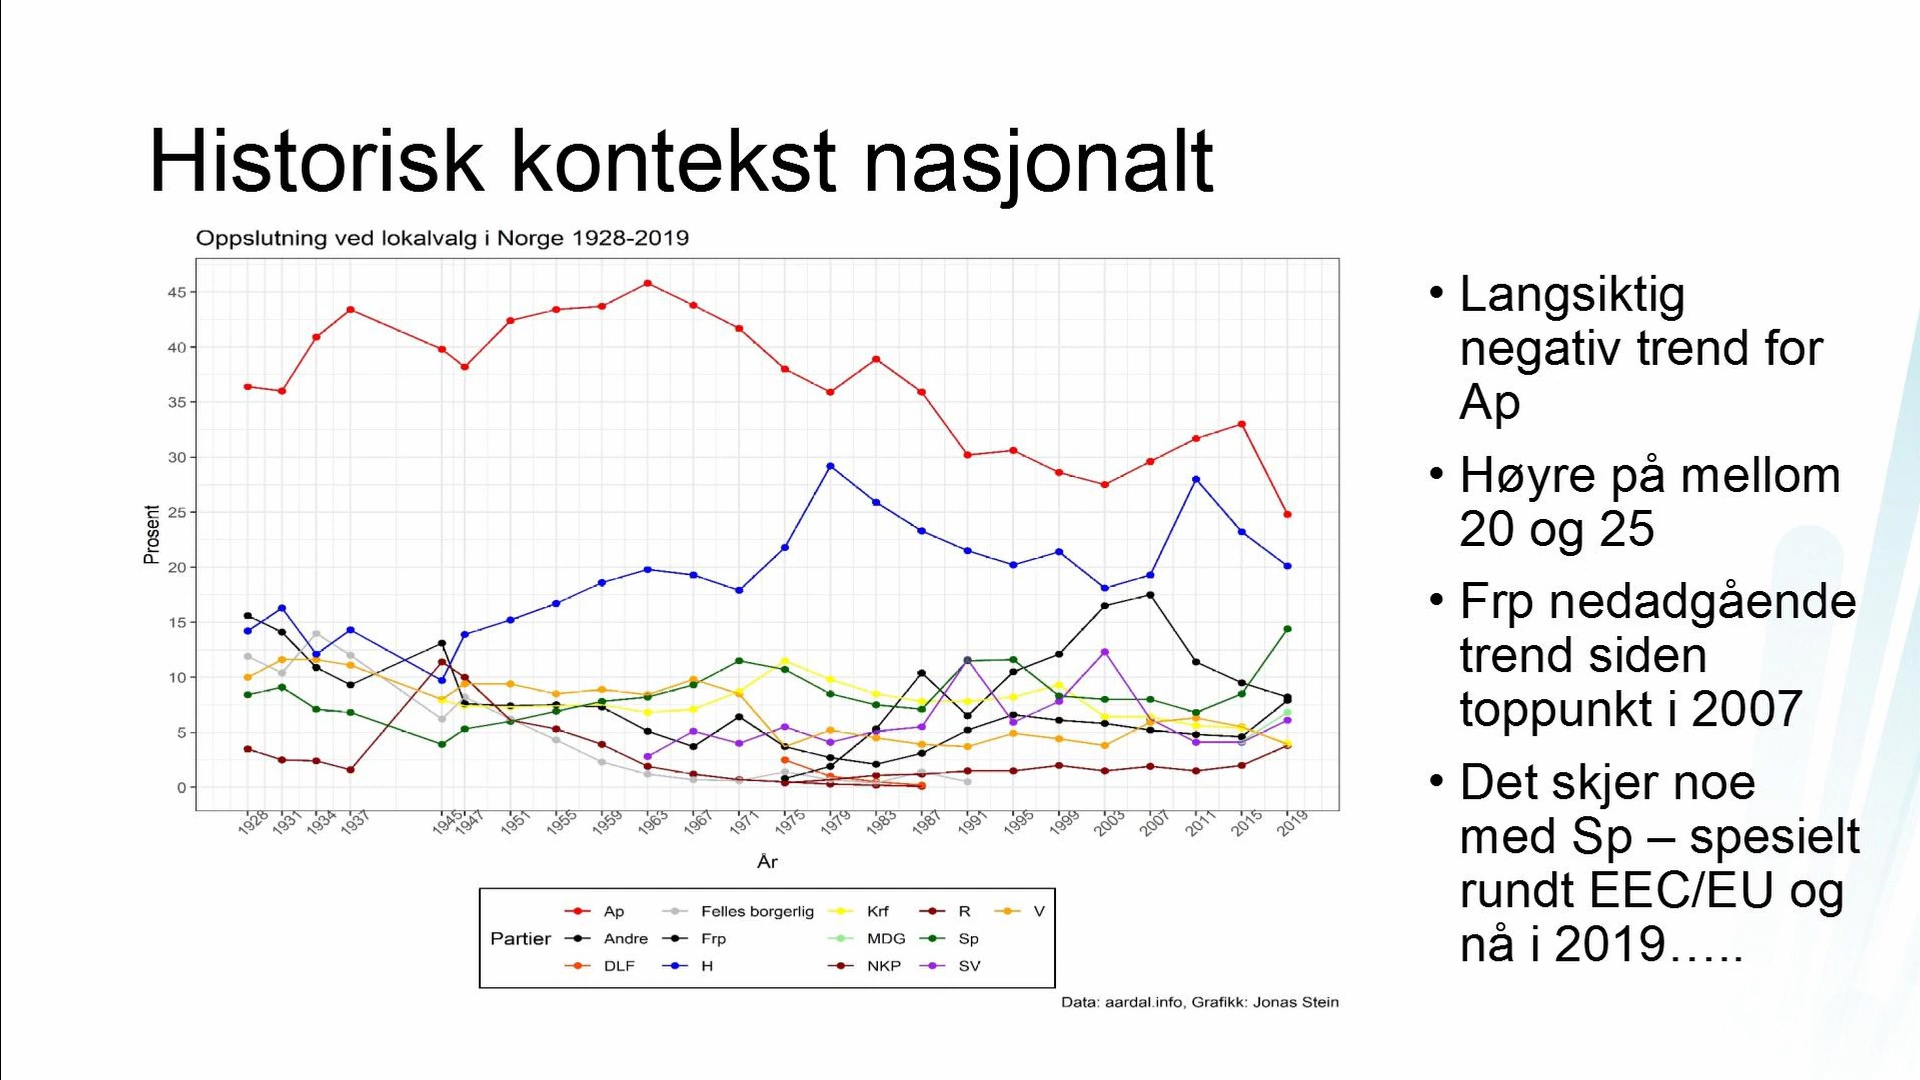 Historisk kontekst nasjonalt
Oppslutning ved lokalvalg i Norge 1928-2019
Prosent
45
40
35
30
25
20
15
10
5
0
1928 1931 1934 1937 1945 1947 1951 1955 1959 1963 1967 1971 1975 1979 1983 1987 1991 1995 1999 2003 2007 2011 2015 2019
År
Partier
Ap Felles borgerlig Krf R V
Andre Frp MDG Sp
DLF H NKP SV
Data: aardal.info, Grafikk: Jonas Stein
• Langsiktig
negativ trend for
Ap
• Høyre på mellom
20 og 25
• Frp nedadgående
trend siden
toppunkt i 2007
• Det skjer noe
med Sp – spesielt
rundt EEC/EU og
nå i 2019…..